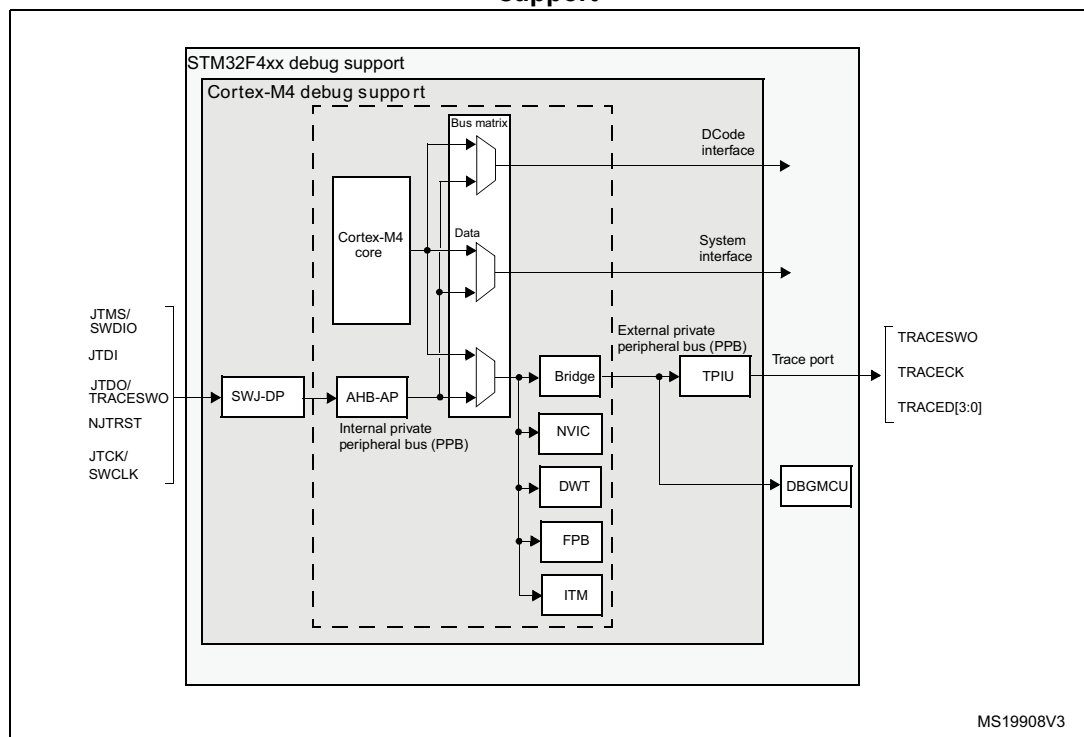 support
STM32F4xx debug support
Cortex-M4 debug support
Bus matrix
DCode
interface
Cortex-M4
core
Data
System
interface
JTMS/
SWDIO
JTDI
JTDO/
TRACESWO
NJTRST
JTCK/
SWCLK
SWJ-DP
AHB-AP
Internal private
peripheral bus (PPB)
External private
peripheral bus (PPB)
Bridge
NVIC
DWT
FPB
ITM
TPIU
Trace port
TRACESWO
TRACECK
TRACED[3:0]
DBGMCU
MS19908V3